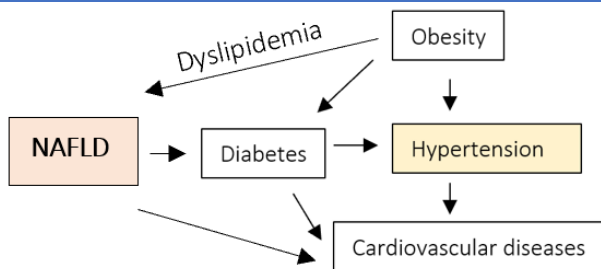 Obesity
Dyslipidemia
NAFLD
Diabetes
Hypertension
Cardiovascular diseases